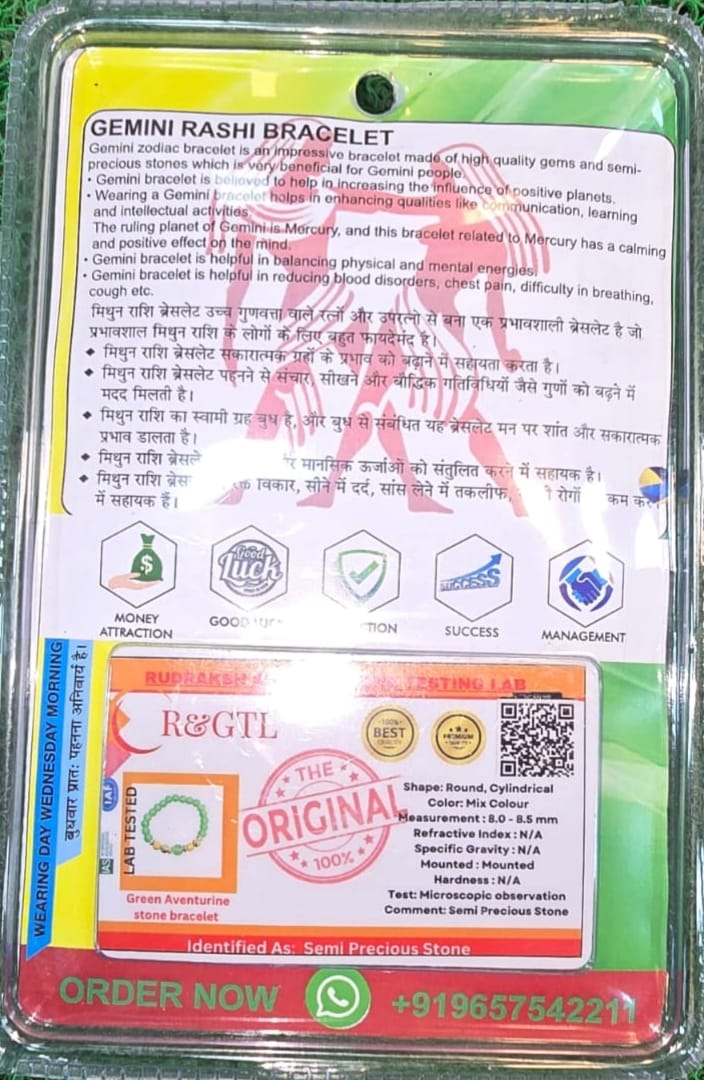 GEMINI RASHI BRACELET
Gemini zodiac bracelet is an impressive bracelet made of high quality gems and semi-
precious stones which is very beneficial for Gemini people.
• Gemini bracelet is believed to help in increasing the influence of positive planets.
• Wearing a Gemini bracelet helps in enhancing qualities like communication, learning
and intellectual activities.
The ruling planet of Gemini is Mercury, and this bracelet related to Mercury has a calming
and positive effect on the mind.
• Gemini bracelet is helpful in balancing physical and mental energies.
• Gemini bracelet is helpful in reducing blood disorders, chest pain, difficulty in breathing,
cough etc.
मिथुन राशि ब्रेसलेट उच्च गुणवत्ता वाले रत्नों और उपरत्नो से बना एक प्रभावशाली ब्रेसलेट है जो
प्रभावशाल मिथुन राशि के लोगों के लिए बहुत फायदेमंद है।
◆ मिथुन राशि ब्रेसलेट सकारात्मक ग्रहों के प्रभाव को बढ़ाने में सहायता करता है।
◆ मिथुन राशि ब्रेसलेट पहनने से संचार, सीखने और बौद्धिक गतिविधियों जैसे गुणों को बढ़ने में
मदद मिलती है।
◆ मिथुन राशि का स्वामी ग्रह बुध है, और बुध से संबंधित यह ब्रेसलेट मन पर शांत और सकारात्मक
प्रभाव डालता है।
◆ मिथुन राशि मानसिक ऊर्जाओं को संतुलित करने में सहायक है।
◆ मिथुन राशि विकार, सीने में दर्द, सांस लेने में तकलीफ, रोगों कम
में सहायक हैं।
Good Luck
SUCCESS
MONEY
ATTRACTION
GOOD
SUCCESS
MANAGEMENT
WEARING DAY WEDNESDAY MORNING
बुधवार प्रातः पहनना अनिवार्य है।
TESTING LAB
R&GTL
100%
BEST
QUALITY
PREMIUM
IAF
IAS
LAB TESTED
THE
ORIGINAL
100%
Green Aventurine
stone bracelet
Shape: Round, Cylindrical
Color: Mix Colour
Measurement : 8.0 - 8.5 mm
Refractive Index : N/A
Specific Gravity : N/A
Mounted : Mounted
Hardness : N/A
Test: Microscopic observation
Comment: Semi Precious Stone
Identified As: Semi Precious Stone
ORDER NOW +919657542211